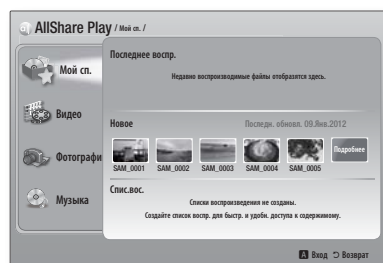 AllShare Play / Мой сп. /
Мой сп.
Видео
Фотографи
Музыка
Последнее воспр.
Недавно воспроизводимые файлы отобразятся здесь.
Новое
Последн. обновл. 09.Янв.2012
SAM_0001 SAM_0002 SAM_0003 SAM_0004 SAM_0005 Подробнее
Спис.вос.
Списки воспроизведения не созданы.
Создайте список воспр. для быстр. и удобн. доступа к содержимому.
A Вход Возврат